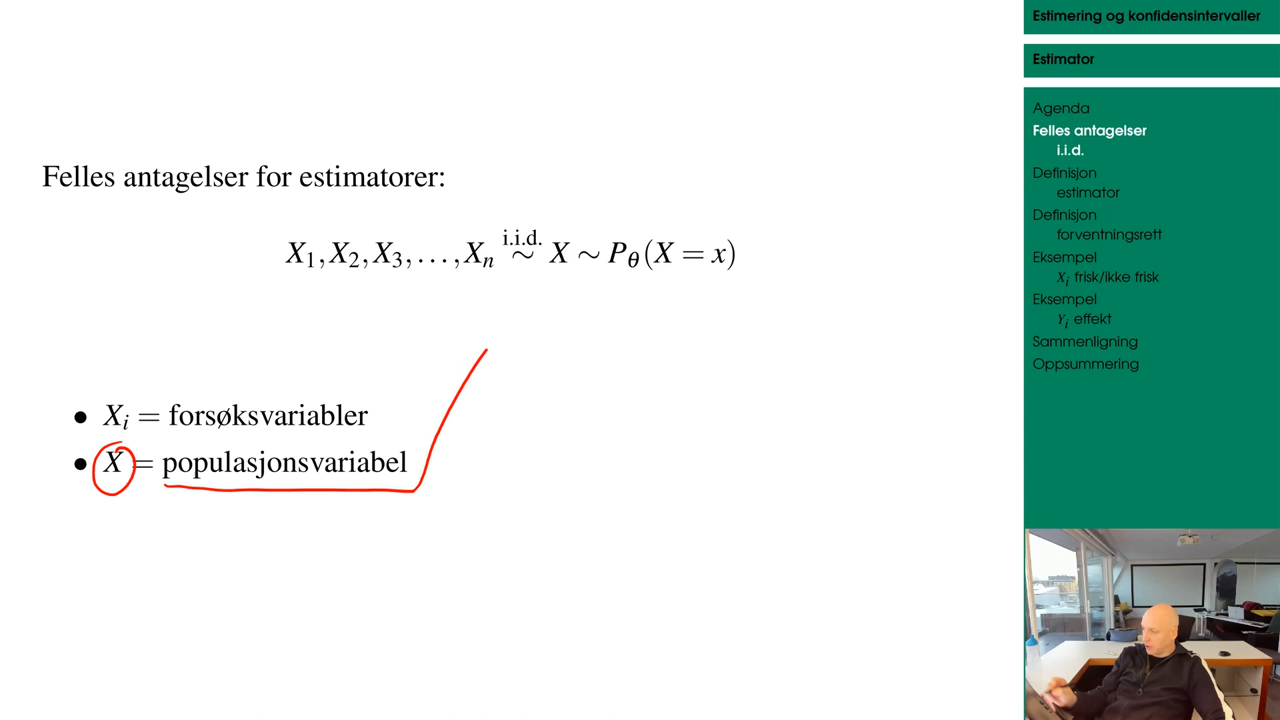 Felles antagelser for estimatorer:
X₁, X₂, X₃, …, Xₙ i.i.d. ∼ X ∼ P_θ(X = x)
• Xᵢ = forsøksvariabler
• X = populasjonsvariabel
Estimering og konfidensintervaller
Estimator
Agenda
Felles antagelser
i.i.d.
Definisjon
estimator
Definisjon
forventningsrett
Eksempel
Xᵢ frisk/ikke frisk
Eksempel
Yᵢ effekt
Sammenligning
Oppsummering